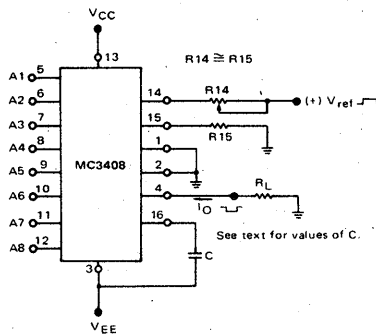 VCC
13
R14 ≅ R15
A1 5
14
R14
(+) Vref
A2 6
A3 7
15
R15
A4 8
1
MC3408
A5 9
2
A6 10
4
IO
RL
A7 11
16
See text for values of C.
A8 12
C
3
VEE